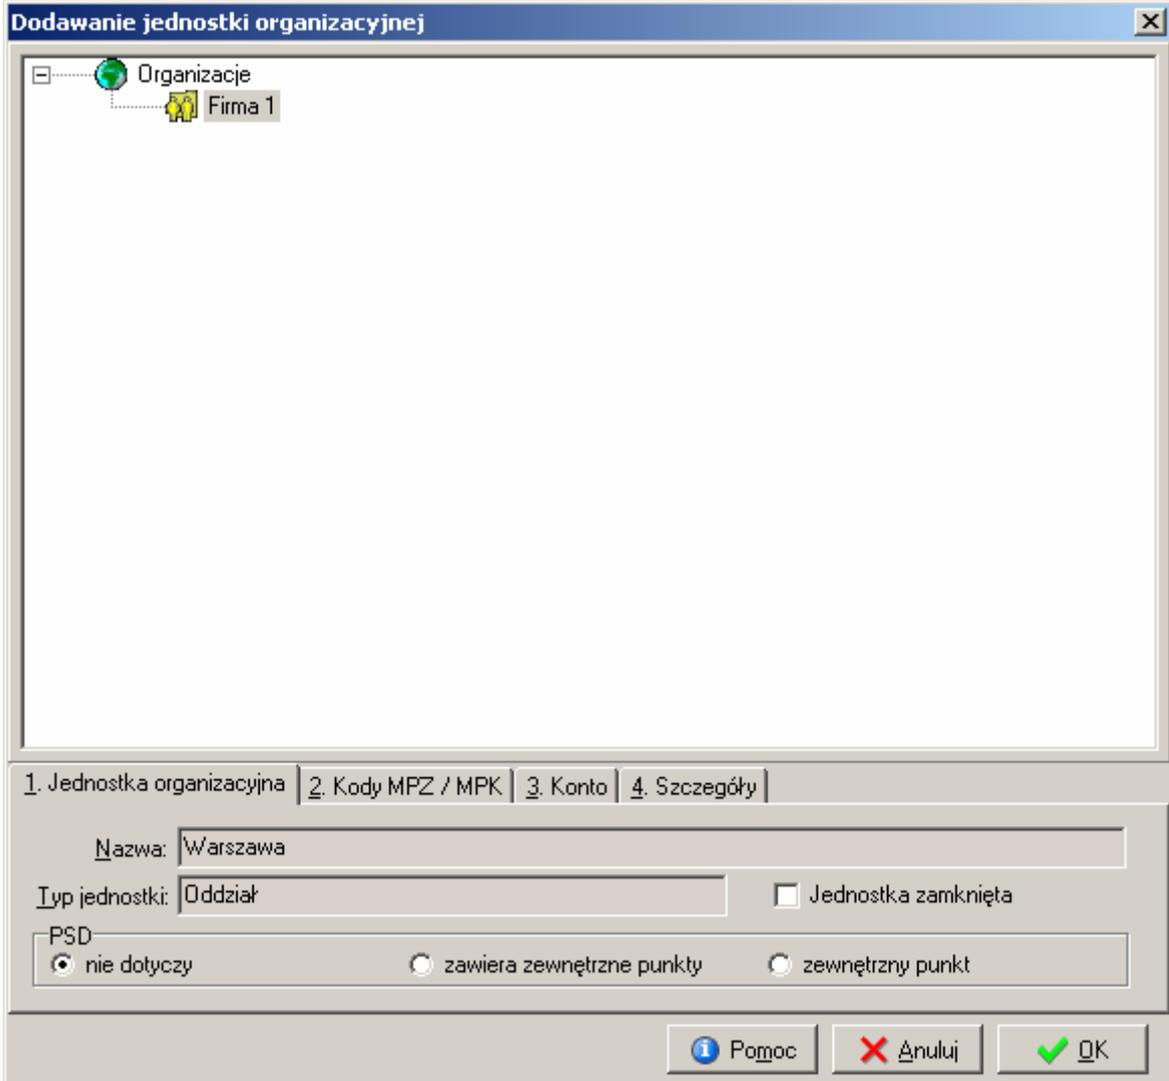 Dodawanie jednostki organizacyjnej
Organizacje
Firma 1
1. Jednostka organizacyjna 2. Kody MPZ / MPK 3. Konto 4. Szczegóły
Nazwa: Warszawa
Typ jednostki: Oddział Jednostka zamknięta
PSD
nie dotyczy zawiera zewnętrzne punkty zewnętrzny punkt
Pomoc Anuluj OK